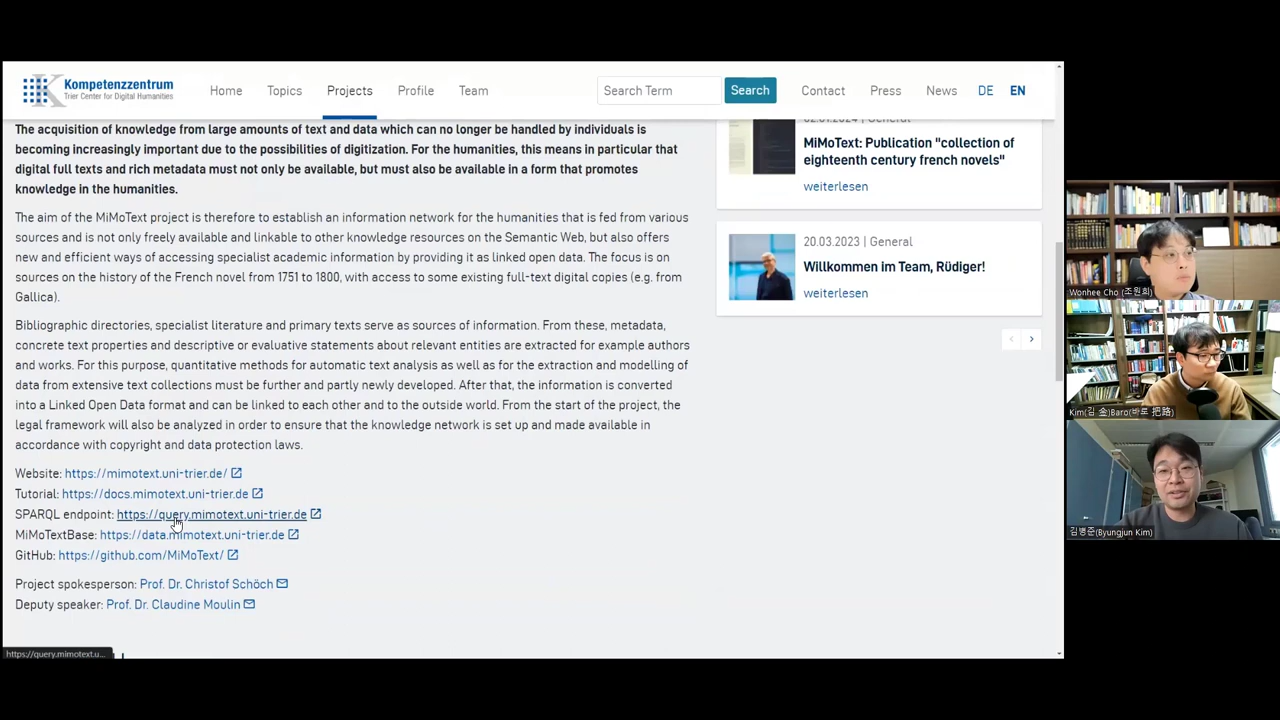 Kompetenzzentrum
Trier Center for Digital Humanities
Home Topics Projects Profile Team
Search Term
Search
Contact Press News DE EN
The acquisition of knowledge from large amounts of text and data which can no longer be handled by individuals is
becoming increasingly important due to the possibilities of digitization. For the humanities, this means in particular that
digital full texts and rich metadata must not only be available, but must also be available in a form that promotes
knowledge in the humanities.
The aim of the MiMoText project is therefore to establish an information network for the humanities that is fed from various
sources and is not only freely available and linkable to other knowledge resources on the Semantic Web, but also offers
new and efficient ways of accessing specialist academic information by providing it as linked open data. The focus is on
sources on the history of the French novel from 1751 to 1800, with access to some existing full-text digital copies (e.g. from
Gallica).
Bibliographic directories, specialist literature and primary texts serve as sources of information. From these, metadata,
concrete text properties and descriptive or evaluative statements about relevant entities are extracted for example authors
and works. For this purpose, quantitative methods for automatic text analysis as well as for the extraction and modelling of
data from extensive text collections must be further and partly newly developed. After that, the information is converted
into a Linked Open Data format and can be linked to each other and to the outside world. From the start of the project, the
legal framework will also be analyzed in order to ensure that the knowledge network is set up and made available in
accordance with copyright and data protection laws.
Website: https://mimotext.uni-trier.de/
Tutorial: https://docs.mimotext.uni-trier.de
SPARQL endpoint: https://query.mimotext.uni-trier.de
MiMoTextBase: https://data.mimotext.uni-trier.de
GitHub: https://github.com/MiMoText/
Project spokesperson: Prof. Dr. Christof Schöch
Deputy speaker: Prof. Dr. Claudine Moulin
02.01.2024 | General
MiMoText: Publication "collection of
eighteenth century french novels"
weiterlesen
20.03.2023 | General
Willkommen im Team, Rüdiger!
weiterlesen
https://query.mimotext.u...
Wonhee Cho (조원희)
Kim(김 金)Baro(바로 把路)
김병준(Byungjun Kim)